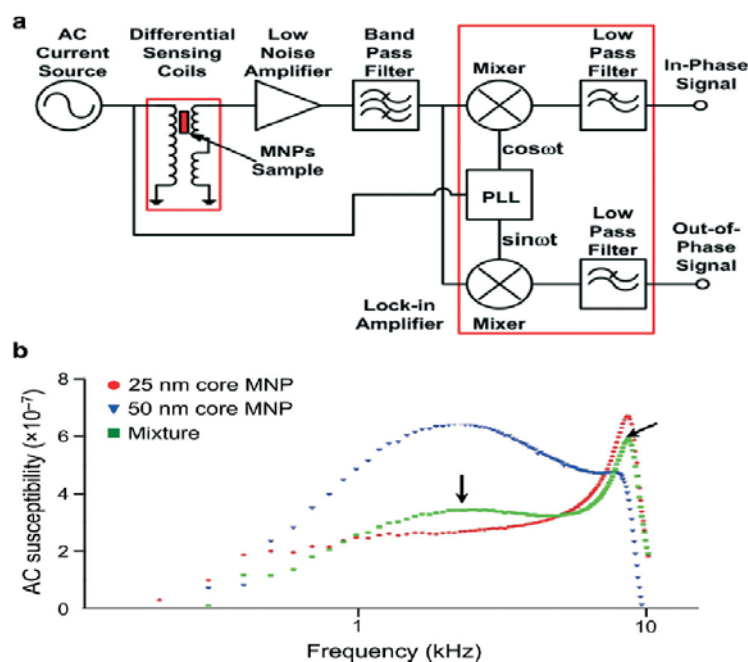 a
AC
Current
Source
Differential
Sensing
Coils
Low
Noise
Amplifier
Band
Pass
Filter
Mixer
Low
Pass
Filter
In-Phase
Signal
MNPs
Sample
cosωt
PLL
sinωt
Low
Pass
Filter
Out-of-
Phase
Signal
Lock-in
Amplifier
Mixer
b
AC susceptibility (×10⁻⁷)
8
6
4
2
0
25 nm core MNP
50 nm core MNP
Mixture
1
10
Frequency (kHz)